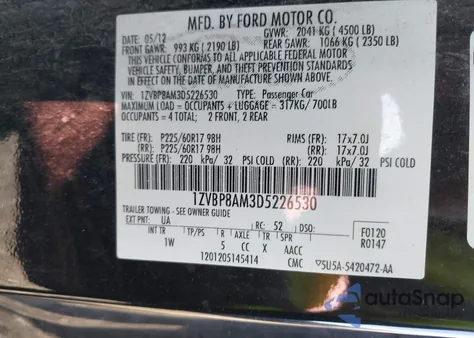 MFD. BY FORD MOTOR CO.
05/12 GVWR: 2041 KG (4500 LB)
FRONT GAWR: 993 KG (2190 LB) REAR GAWR: 1066 KG (2350 LB)
THIS VEHICLE CONFORMS TO ALL APPLICABLE FEDERAL MOTOR
VEHICLE SAFETY, BUMPER, AND THEFT PREVENTION STANDARDS
IN EFFECT ON THE DATE OF MANUFACTURE SHOWN ABOVE.
VIN: 1ZVBP8AM3D5226530 TYPE: Passenger Car
MAXIMUM LOAD = OCCUPANTS + LUGGAGE = 317KG/700LB
OCCUPANTS = 4 TOTAL; 2 FRONT, 2 REAR
TIRE (FR): P225/60R17 98H RIMS (FR): 17x7.0J
(RR): P225/60R17 98H (RR): 17x7.0J
PRESSURE (FR): 220 kPa/ 32 PSI COLD (RR): 220 kPa/ 32 PSI COLD
1ZVBP8AM3D5226530
TRAILER TOWING - SEE OWNER GUIDE
EXT PNT: UA RC: 52 DSO: F0120
R0147
INT TR TP/PS R AXLE TR SPR
1W 5 CC X AACC
1201205145414 CMC 5U5A-5420472-AA
autoSnap